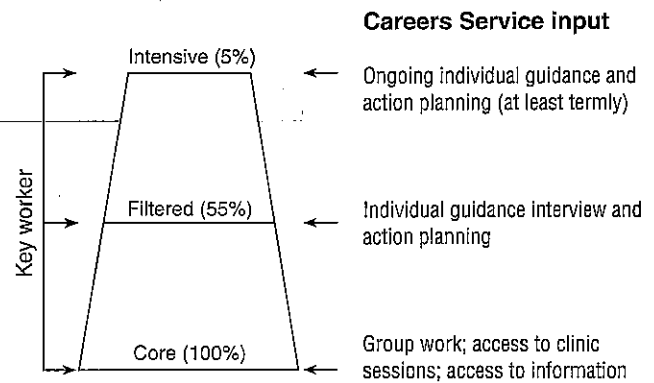 Careers Service input
Intensive (5%)
Ongoing individual guidance and
action planning (at least termly)
Key worker
Filtered (55%)
Individual guidance interview and
action planning
Core (100%)
Group work; access to clinic
sessions; access to information